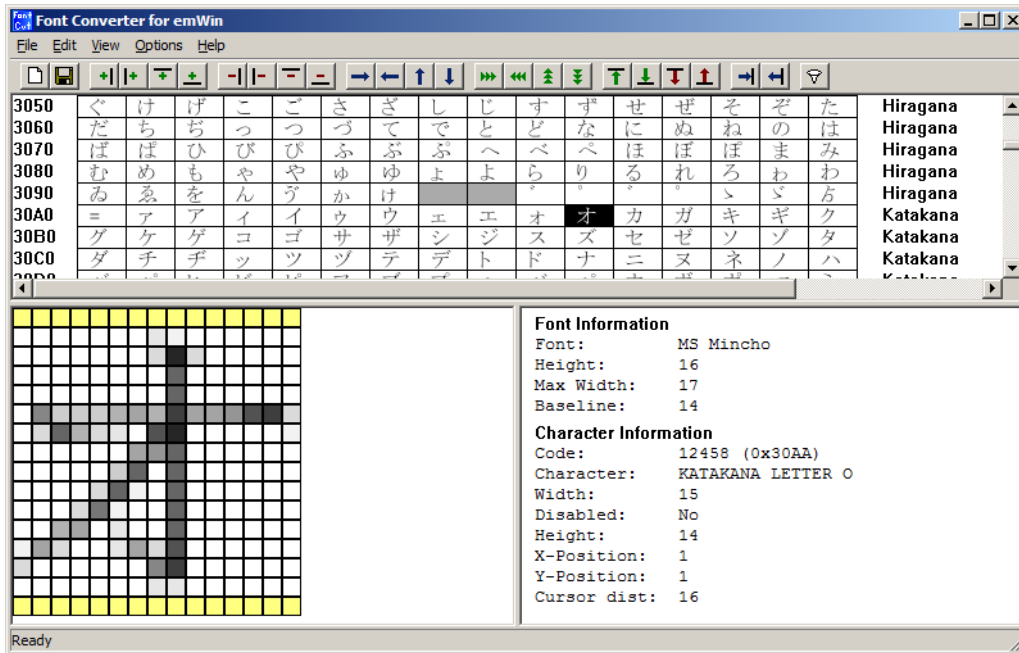 Font Cvt Font Converter for emWin
File Edit View Options Help
3050 ぐ け げ こ ご さ ざ し じ す ず せ ぜ そ ぞ た Hiragana
3060 だ ち ぢ っ つ づ て で と ど な に ぬ ね の は Hiragana
3070 ば ぱ ひ び ぴ ふ ぶ ぷ へ べ ぺ ほ ぼ ぽ ま み Hiragana
3080 む め も ゃ や ゅ ゆ ょ よ ら り る れ ろ ゎ わ Hiragana
3090 ゐ ゑ を ん ゔ ゕ ゖ ゙ ゚ ゛ ゜ ゝ ゞ ゟ Hiragana
30A0 ゠ ァ ア ィ イ ゥ ウ ェ エ ォ オ カ ガ キ ギ ク Katakana
30B0 グ ケ ゲ コ ゴ サ ザ シ ジ ス ズ セ ゼ ソ ゾ タ Katakana
30C0 ダ チ ヂ ッ ツ ヅ テ デ ト ド ナ ニ ヌ ネ ノ ハ Katakana
Font Information
Font: MS Mincho
Height: 16
Max Width: 17
Baseline: 14
Character Information
Code: 12458 (0x30AA)
Character: KATAKANA LETTER O
Width: 15
Disabled: No
Height: 14
X-Position: 1
Y-Position: 1
Cursor dist: 16
Ready